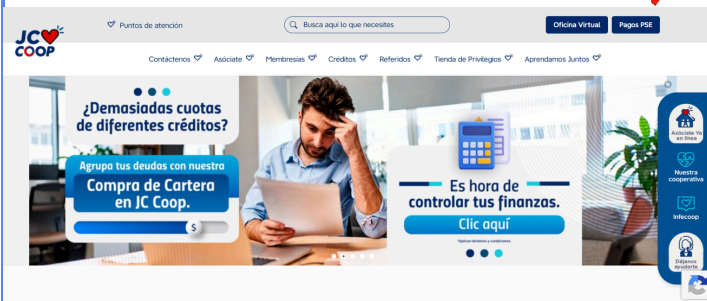 JC
COOP
Puntos de atención
Busca aquí lo que necesites
Oficina Virtual
Pagos PSE
Contáctenos
Asóciate
Membresías
Créditos
Referidos
Tienda de Privilegios
Aprendamos Juntos
¿Demasiadas cuotas
de diferentes créditos?
Agrupa tus deudas con nuestra
Compra de Cartera
en JC Coop.
$
Es hora de
controlar tus finanzas.
Clic aquí
*Aplican términos y condiciones.
Asóciate Ya
en línea
Nuestra
cooperativa
Infecoop
Déjanos
ayudarte